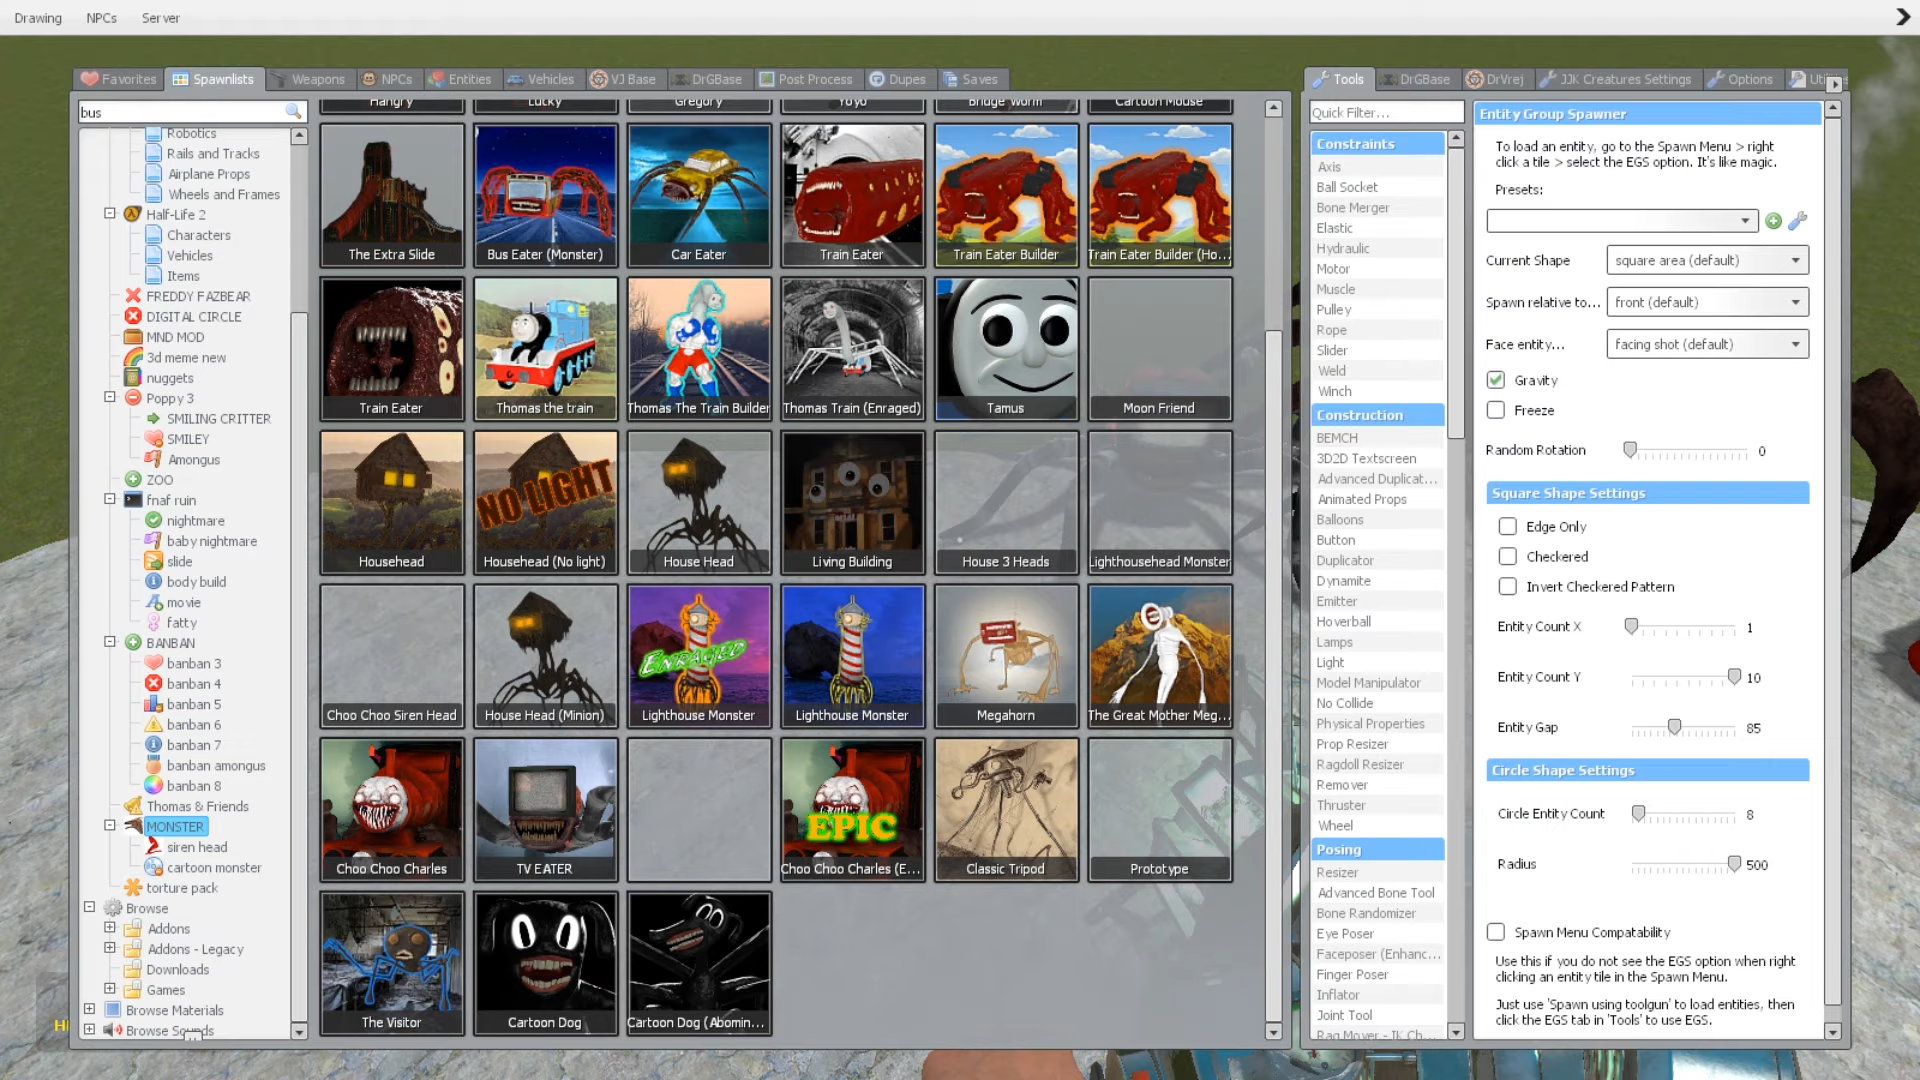 Drawing NPCs Server
Favorites Spawnlists Weapons NPCs Entities Vehicles VJ Base DrGBase Post Process Dupes Saves
bus
Robotics
Rails and Tracks
Airplane Props
Wheels and Frames
Half-Life 2
Characters
Vehicles
Items
FREDDY FAZBEAR
DIGITAL CIRCLE
MND MOD
3d meme new
nuggets
Poppy 3
SMILING CRITTER
SMILEY
Amongus
ZOO
fnaf ruin
nightmare
baby nightmare
slide
body build
movie
fatty
BANBAN
banban 3
banban 4
banban 5
banban 6
banban 7
banban amongus
banban 8
Thomas & Friends
MONSTER
siren head
cartoon monster
torture pack
Browse
Addons
Addons - Legacy
Downloads
Games
Browse Materials
Browse Sounds
Hangry Lucky Gregory Yoyo Bridge Worm Cartoon Mouse
The Extra Slide Bus Eater (Monster) Car Eater Train Eater Train Eater Builder Train Eater Builder (Ho...
Train Eater Thomas the train Thomas The Train Builder Thomas Train (Enraged) Tamus Moon Friend
NO LIGHT
Househead Househead (No light) House Head Living Building House 3 Heads Lighthousehead Monster
ENRAGED
Choo Choo Siren Head House Head (Minion) Lighthouse Monster Lighthouse Monster Megahorn The Great Mother Meg...
EPIC
Choo Choo Charles TV EATER Choo Choo Charles (E... Classic Tripod Prototype
The Visitor Cartoon Dog Cartoon Dog (Abomin...
Tools DrGBase DrVrej JJK Creatures Settings Options
Quick Filter...
Constraints
Axis
Ball Socket
Bone Merger
Elastic
Hydraulic
Motor
Muscle
Pulley
Rope
Slider
Weld
Winch
Construction
BEMCH
3D2D Textscreen
Advanced Duplicat...
Animated Props
Balloons
Button
Duplicator
Dynamite
Emitter
Hoverball
Lamps
Light
Model Manipulator
No Collide
Physical Properties
Prop Resizer
Ragdoll Resizer
Remover
Thruster
Wheel
Posing
Resizer
Advanced Bone Tool
Bone Randomizer
Eye Poser
Faceposer (Enhanc...
Finger Poser
Inflator
Joint Tool
Rag Mover - IK Ch...
Entity Group Spawner
To load an entity, go to the Spawn Menu > right
click a tile > select the EGS option. It's like magic.
Presets:
Current Shape square area (default)
Spawn relative to... front (default)
Face entity... facing shot (default)
Gravity
Freeze
Random Rotation 0
Square Shape Settings
Edge Only
Checkered
Invert Checkered Pattern
Entity Count X 1
Entity Count Y 10
Entity Gap 85
Circle Shape Settings
Circle Entity Count 8
Radius 500
Spawn Menu Compatability
Use this if you do not see the EGS option when right
clicking an entity tile in the Spawn Menu.
Just use 'Spawn using toolgun' to load entities, then
click the EGS tab in 'Tools' to use EGS.